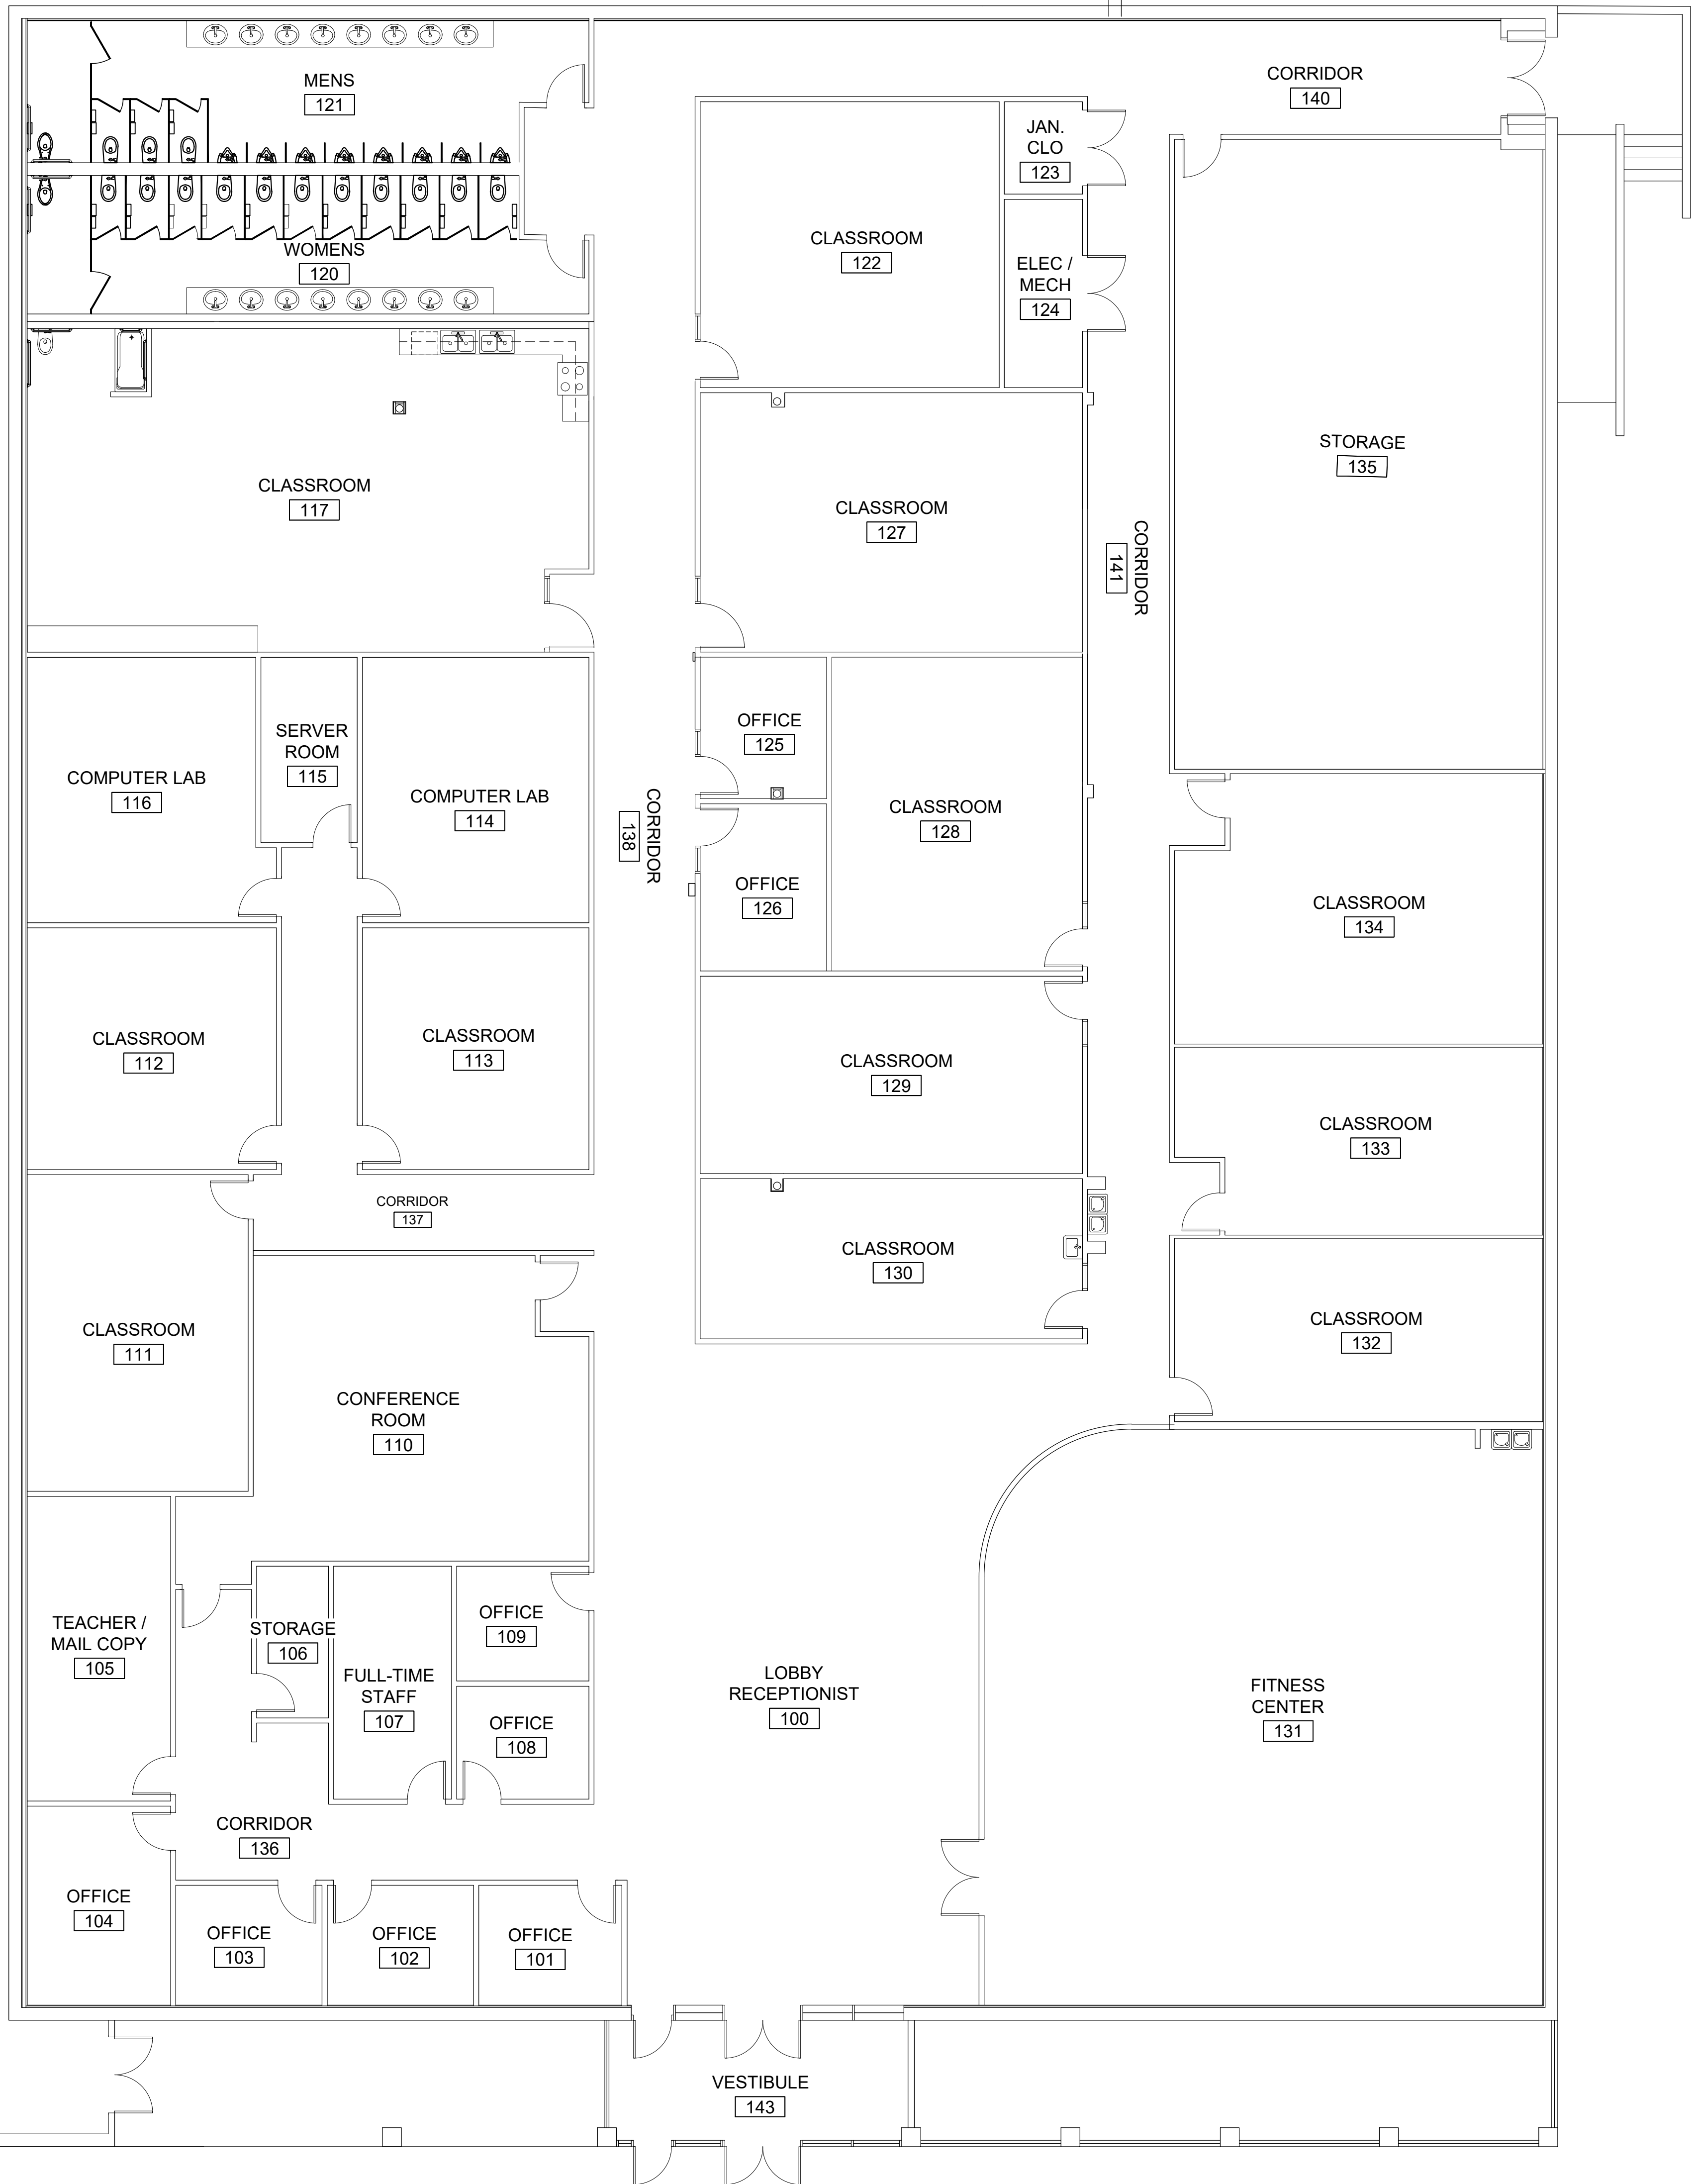 MENS
121
CORRIDOR
140
JAN.
CLO
123
CLASSROOM
122
WOMENS
120
ELEC /
MECH
124
STORAGE
135
CLASSROOM
117
CLASSROOM
127
CORRIDOR
141
SERVER
ROOM
115
COMPUTER LAB
116
COMPUTER LAB
114
OFFICE
125
CORRIDOR
138
CLASSROOM
128
OFFICE
126
CLASSROOM
134
CLASSROOM
112
CLASSROOM
113
CLASSROOM
129
CLASSROOM
133
CORRIDOR
137
CLASSROOM
130
CLASSROOM
111
CLASSROOM
132
CONFERENCE
ROOM
110
TEACHER /
MAIL COPY
105
STORAGE
106
OFFICE
109
FULL-TIME
STAFF
107
OFFICE
108
LOBBY
RECEPTIONIST
100
FITNESS
CENTER
131
CORRIDOR
136
OFFICE
104
OFFICE
103
OFFICE
102
OFFICE
101
VESTIBULE
143